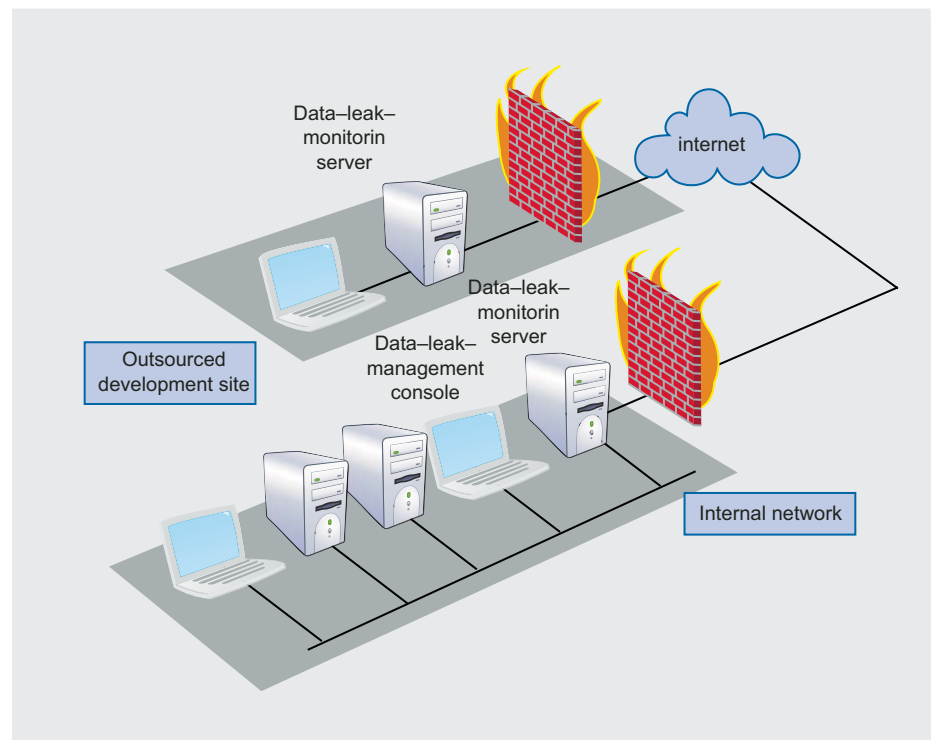 Data–leak–
monitorin
server
internet
Data–leak–
monitorin
server
Data–leak–
management
console
Outsourced
development site
Internal network